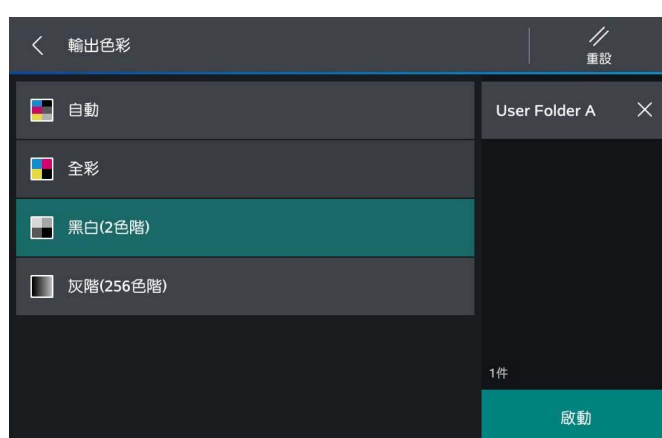 輸出色彩
重設
自動
全彩
黑白(2色階)
灰階(256色階)
User Folder A
1件
啟動